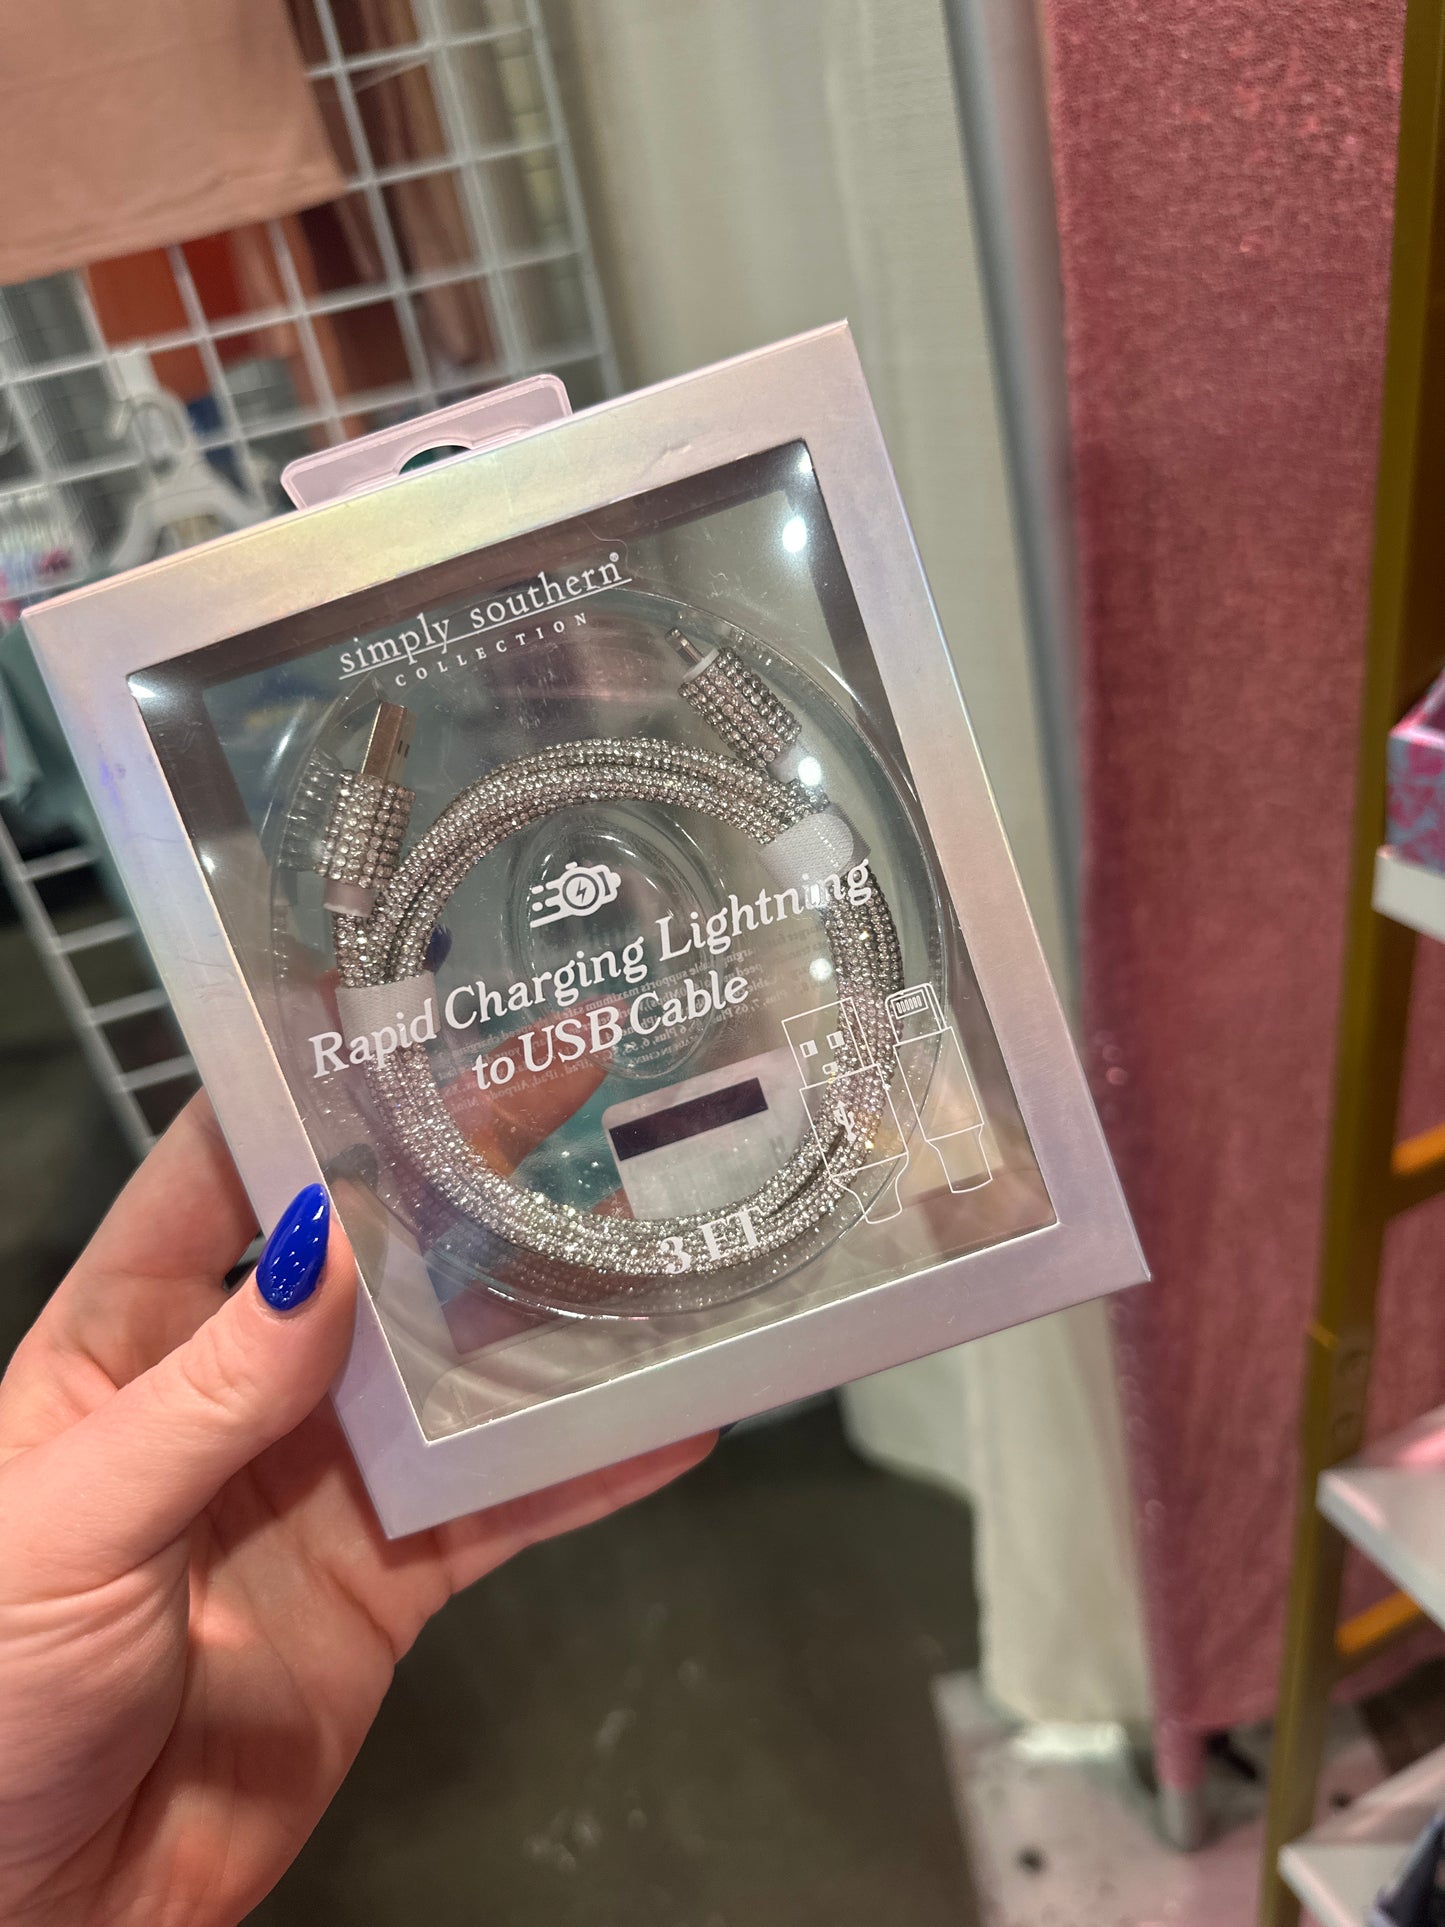 simply southern®
COLLECTION
Rapid Charging Lightning
to USB Cable
3 FT